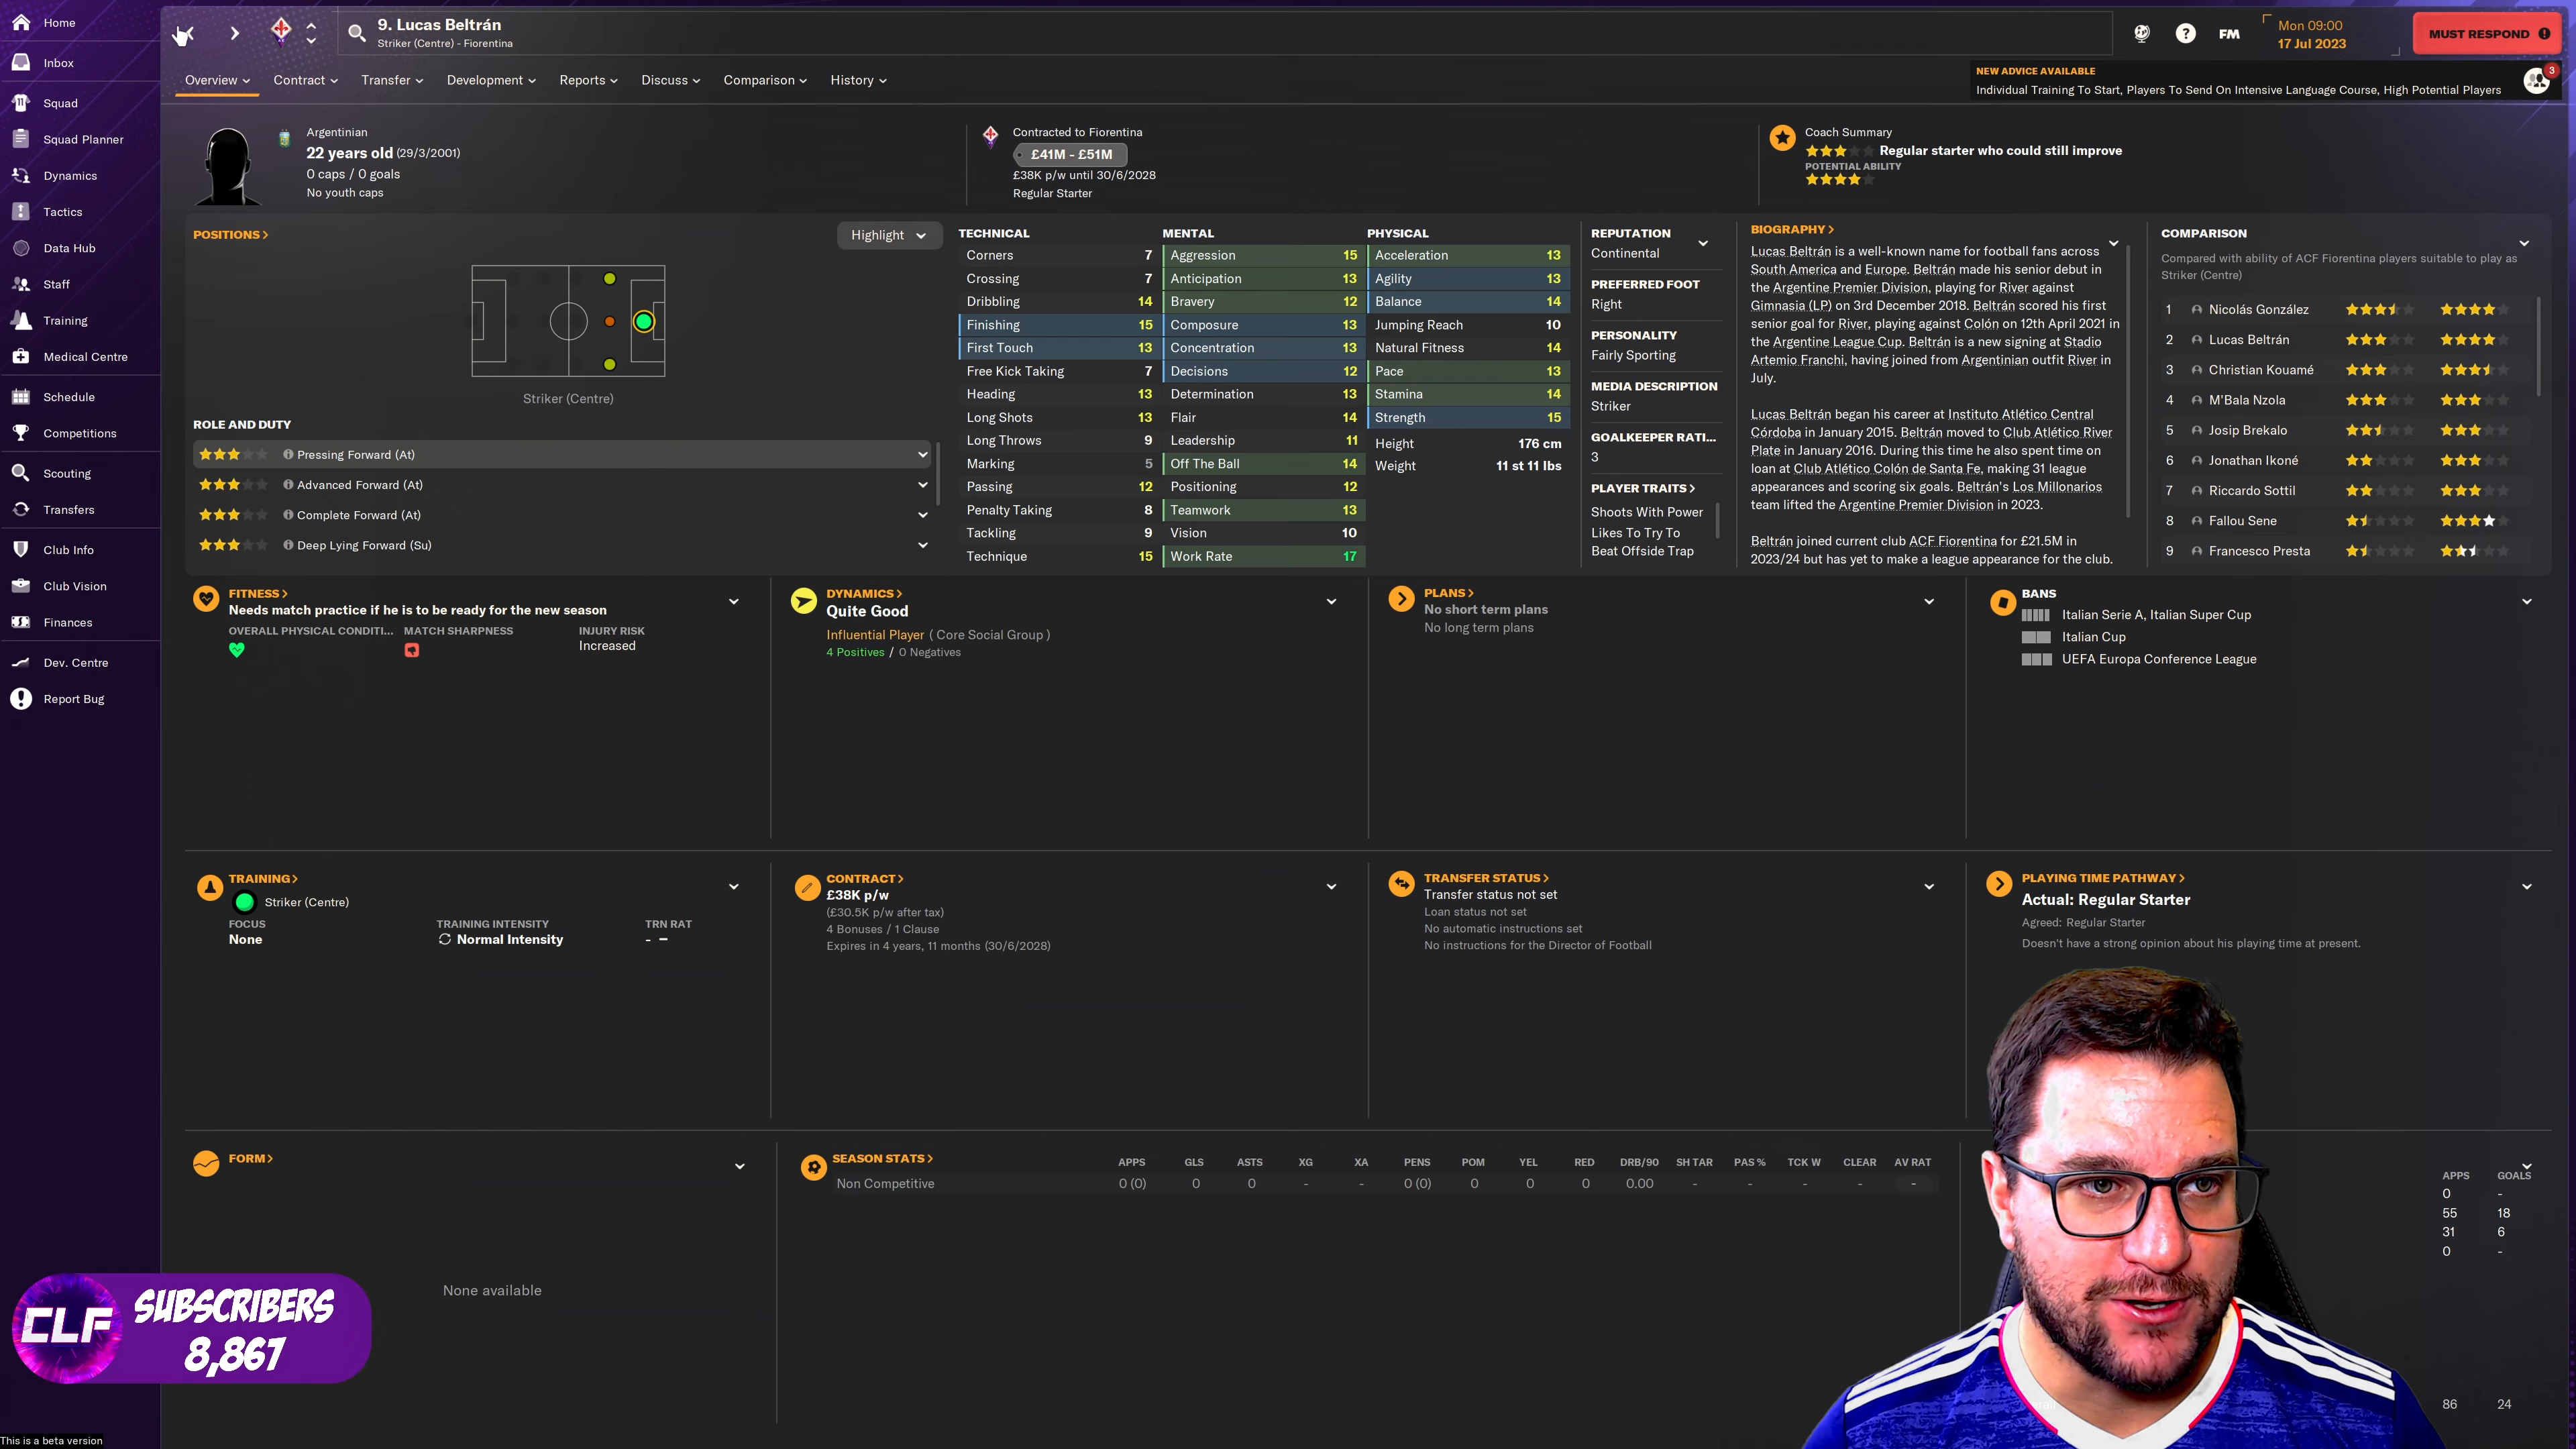 Home
Inbox
Squad
Squad Planner
Dynamics
Tactics
Data Hub
Staff
Training
Medical Centre
Schedule
Competitions
Scouting
Transfers
Club Info
Club Vision
Finances
Dev. Centre
Report Bug
9. Lucas Beltrán
Striker (Centre) - Fiorentina
FM
Mon 09:00
17 Jul 2023
MUST RESPOND
Overview
Contract
Transfer
Development
Reports
Discuss
Comparison
History
NEW ADVICE AVAILABLE
Individual Training To Start, Players To Send On Intensive Language Course, High Potential Players
3
Argentinian
22 years old (29/3/2001)
0 caps / 0 goals
No youth caps
Contracted to Fiorentina
£41M - £51M
£38K p/w until 30/6/2028
Regular Starter
Coach Summary
Regular starter who could still improve
POTENTIAL ABILITY
POSITIONS >
Highlight
Striker (Centre)
ROLE AND DUTY
Pressing Forward (At)
Advanced Forward (At)
Complete Forward (At)
Deep Lying Forward (Su)
TECHNICAL
Corners 7
Crossing 7
Dribbling 14
Finishing 15
First Touch 13
Free Kick Taking 7
Heading 13
Long Shots 13
Long Throws 9
Marking 5
Passing 12
Penalty Taking 8
Tackling 9
Technique 15
MENTAL
Aggression 15
Anticipation 13
Bravery 12
Composure 13
Concentration 13
Decisions 12
Determination 13
Flair 14
Leadership 11
Off The Ball 14
Positioning 12
Teamwork 13
Vision 10
Work Rate 17
PHYSICAL
Acceleration 13
Agility 13
Balance 14
Jumping Reach 10
Natural Fitness 14
Pace 13
Stamina 14
Strength 15
Height 176 cm
Weight 11 st 11 lbs
REPUTATION
Continental
PREFERRED FOOT
Right
PERSONALITY
Fairly Sporting
MEDIA DESCRIPTION
Striker
GOALKEEPER RATI...
3
PLAYER TRAITS >
Shoots With Power
Likes To Try To
Beat Offside Trap
BIOGRAPHY >
Lucas Beltrán is a well-known name for football fans across
South America and Europe. Beltrán made his senior debut in
the Argentine Premier Division, playing for River against
Gimnasia (LP) on 3rd December 2018. Beltrán scored his first
senior goal for River, playing against Colón on 12th April 2021 in
the Argentine League Cup. Beltrán is a new signing at Stadio
Artemio Franchi, having joined from Argentinian outfit River in
July.
Lucas Beltrán began his career at Instituto Atlético Central
Córdoba in January 2015. Beltrán moved to Club Atlético River
Plate in January 2016. During this time he also spent time on
loan at Club Atlético Colón de Santa Fe, making 31 league
appearances and scoring six goals. Beltrán's Los Millonarios
team lifted the Argentine Premier Division in 2023.
Beltrán joined current club ACF Fiorentina for £21.5M in
2023/24 but has yet to make a league appearance for the club.
COMPARISON
Compared with ability of ACF Fiorentina players suitable to play as
Striker (Centre)
1 Nicolás González
2 Lucas Beltrán
3 Christian Kouamé
4 M'Bala Nzola
5 Josip Brekalo
6 Jonathan Ikoné
7 Riccardo Sottil
8 Fallou Sene
9 Francesco Presta
FITNESS >
Needs match practice if he is to be ready for the new season
OVERALL PHYSICAL CONDITI... MATCH SHARPNESS INJURY RISK
Increased
DYNAMICS >
Quite Good
Influential Player ( Core Social Group )
4 Positives / 0 Negatives
PLANS >
No short term plans
No long term plans
BANS
Italian Serie A, Italian Super Cup
Italian Cup
UEFA Europa Conference League
TRAINING >
Striker (Centre)
FOCUS TRAINING INTENSITY TRN RAT
None Normal Intensity - –
CONTRACT >
£38K p/w
(£30.5K p/w after tax)
4 Bonuses / 1 Clause
Expires in 4 years, 11 months (30/6/2028)
TRANSFER STATUS >
Transfer status not set
Loan status not set
No automatic instructions set
No instructions for the Director of Football
PLAYING TIME PATHWAY >
Actual: Regular Starter
Agreed: Regular Starter
Doesn't have a strong opinion about his playing time at present.
FORM >
None available
SEASON STATS > APPS GLS ASTS XG XA PENS POM YEL RED DRB/90 SH TAR PAS % TCK W CLEAR AV RAT
Non Competitive 0 (0) 0 0 - - 0 (0) 0 0 0 0.00 - - - - -
APPS GOALS
0 -
55 18
31 6
0 -
86 24
CLF
SUBSCRIBERS
8,867
This is a beta version